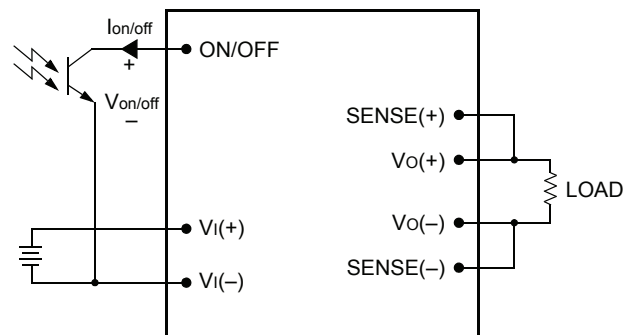 Ion/off
+
ON/OFF
Von/off
–
SENSE(+)
VO(+)
LOAD
VO(–)
SENSE(–)
VI(+)
VI(–)